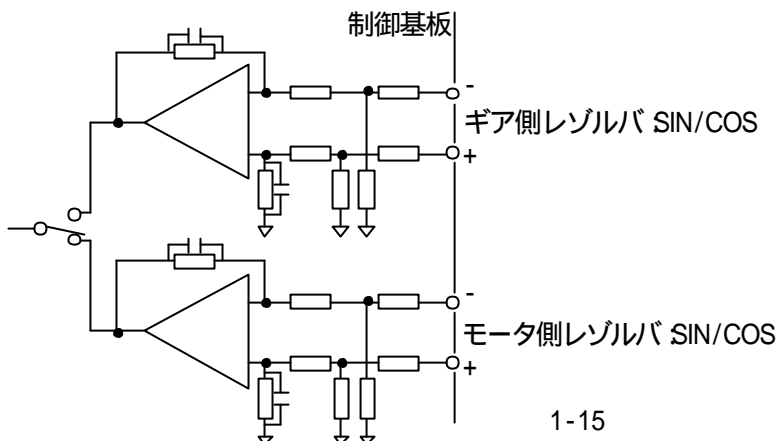 制御基板
-
ギア側レゾルバ SIN/COS
+
-
モータ側レゾルバ SIN/COS
+
1-15